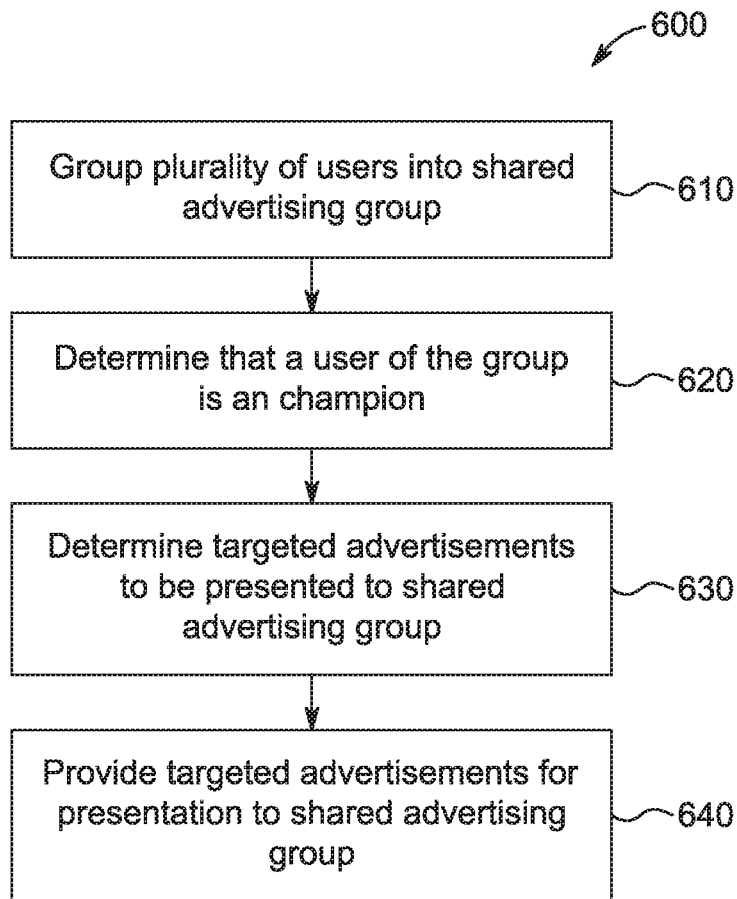 600
Group plurality of users into shared
advertising group
610
Determine that a user of the group
is an champion
620
Determine targeted advertisements
to be presented to shared
advertising group
630
Provide targeted advertisements for
presentation to shared advertising
group
640